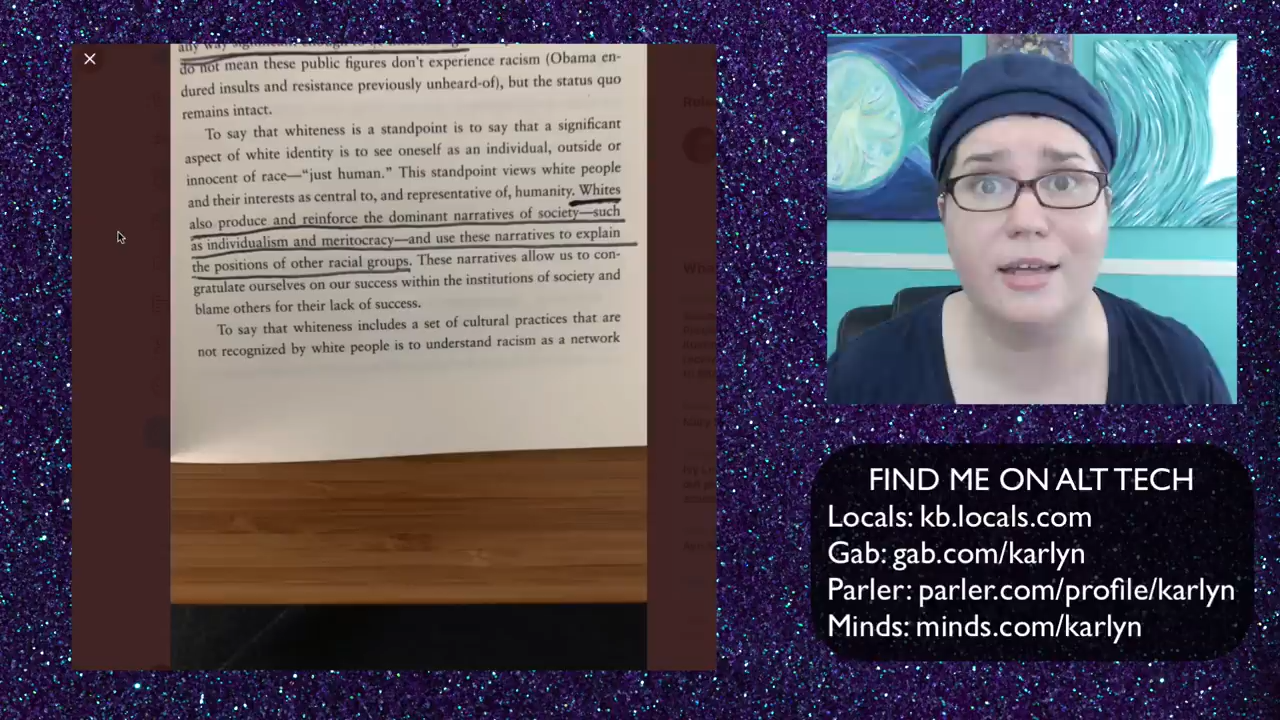 any way
do not mean these public figures don't experience racism (Obama en-
dured insults and resistance previously unheard-of), but the status quo
remains intact.
To say that whiteness is a standpoint is to say that a significant
aspect of white identity is to see oneself as an individual, outside or
innocent of race—"just human." This standpoint views white people
and their interests as central to, and representative of, humanity. Whites
also produce and reinforce the dominant narratives of society—such
as individualism and meritocracy—and use these narratives to explain
the positions of other racial groups. These narratives allow us to con-
gratulate ourselves on our success within the institutions of society and
blame others for their lack of success.
To say that whiteness includes a set of cultural practices that are
not recognized by white people is to understand racism as a network
FIND ME ON ALT TECH
Locals: kb.locals.com
Gab: gab.com/karlyn
Parler: parler.com/profile/karlyn
Minds: minds.com/karlyn